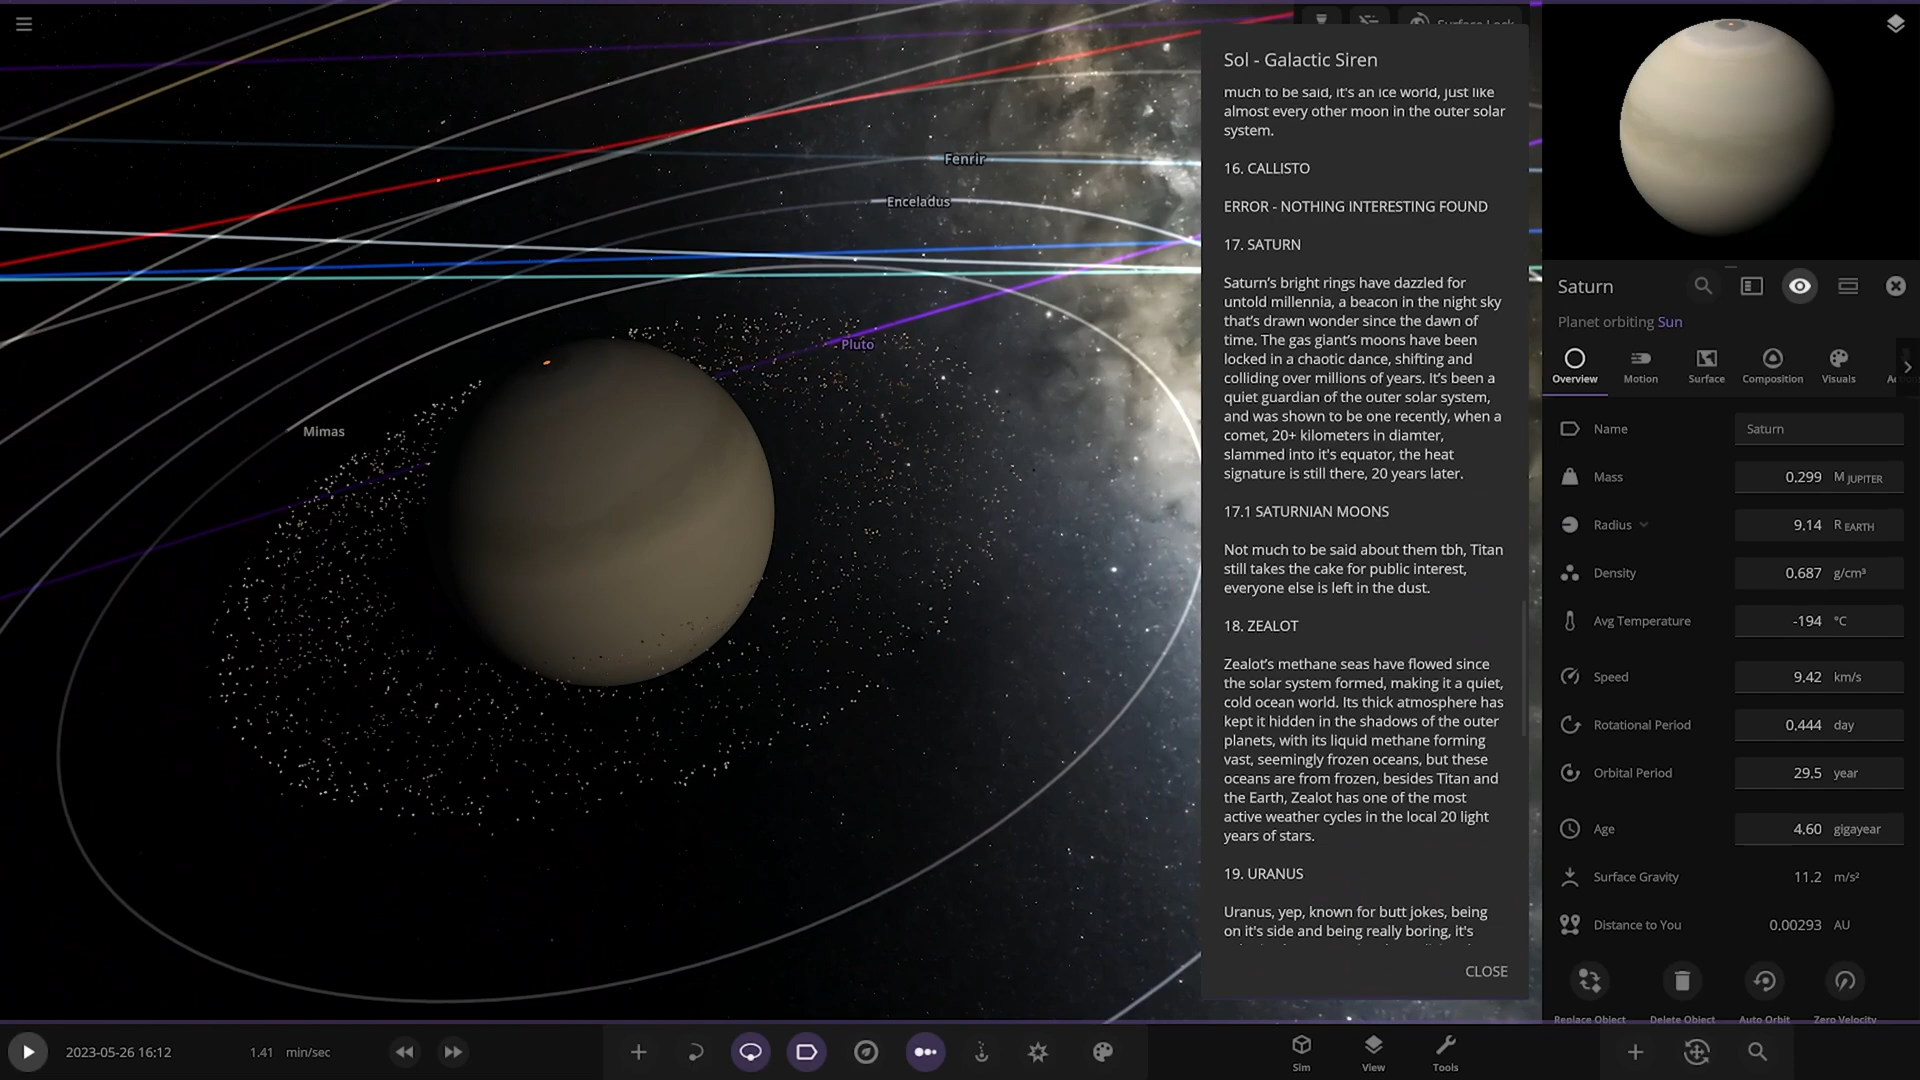 Surface Lock
Fenrir
Enceladus
Pluto
Mimas
Sol - Galactic Siren
much to be said, it's an ice world, just like
almost every other moon in the outer solar
system.
16. CALLISTO
ERROR - NOTHING INTERESTING FOUND
17. SATURN
Saturn's bright rings have dazzled for
untold millennia, a beacon in the night sky
that's drawn wonder since the dawn of
time. The gas giant's moons have been
locked in a chaotic dance, shifting and
colliding over millions of years. It's been a
quiet guardian of the outer solar system,
and was shown to be one recently, when a
comet, 20+ kilometers in diamter,
slammed into it's equator, the heat
signature is still there, 20 years later.
17.1 SATURNIAN MOONS
Not much to be said about them tbh, Titan
still takes the cake for public interest,
everyone else is left in the dust.
18. ZEALOT
Zealot's methane seas have flowed since
the solar system formed, making it a quiet,
cold ocean world. Its thick atmosphere has
kept it hidden in the shadows of the outer
planets, with its liquid methane forming
vast, seemingly frozen oceans, but these
oceans are from frozen, besides Titan and
the Earth, Zealot has one of the most
active weather cycles in the local 20 light
years of stars.
19. URANUS
Uranus, yep, known for butt jokes, being
on it's side and being really boring, it's
CLOSE
Saturn
Planet orbiting Sun
Overview Motion Surface Composition Visuals
Name Saturn
Mass 0.299 M JUPITER
Radius 9.14 R EARTH
Density 0.687 g/cm³
Avg Temperature -194 °C
Speed 9.42 km/s
Rotational Period 0.444 day
Orbital Period 29.5 year
Age 4.60 gigayear
Surface Gravity 11.2 m/s²
Distance to You 0.00293 AU
Replace Object Delete Object Auto Orbit Zero Velocity
2023-05-26 16:12 1.41 min/sec
Sim View Tools